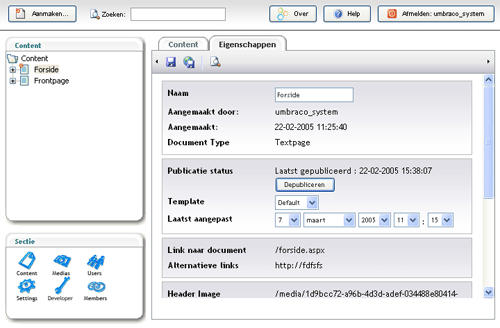 Aanmaken... Zoeken: Over Help Afmelden: umbraco_system
Content
Content
Forside
Frontpage
Sectie
Content Medias Users
Settings Developer Members
Content Eigenschappen
Naam Forside
Aangemaakt door: umbraco_system
Aangemaakt: 22-02-2005 11:25:40
Document Type Textpage
Publicatie status Laatst gepubliceerd : 22-02-2005 15:38:07
Depubliceren
Template Default
Laatst aangepast 7 maart 2005 11 : 15
Link naar document /forside.aspx
Alternatieve links http://fdfsfs
Header Image /media/1d9bcc72-a96b-4d3d-adef-034488e80414-